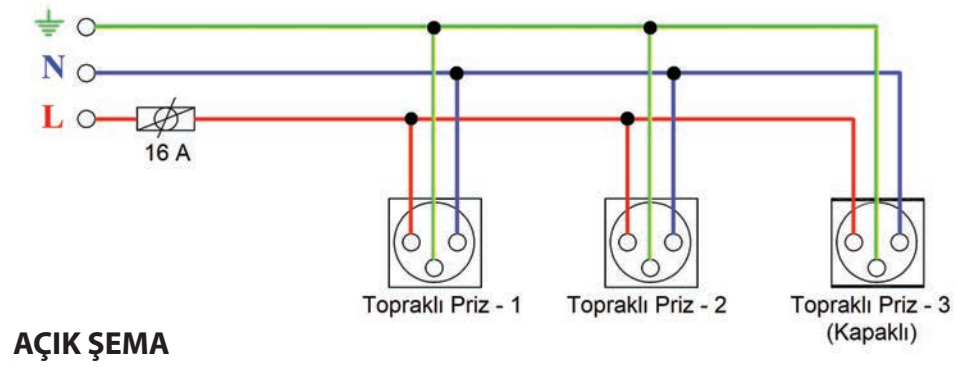 N
L
16 A
Topraklı Priz - 1
Topraklı Priz - 2
Topraklı Priz - 3
(Kapaklı)
AÇIK ŞEMA